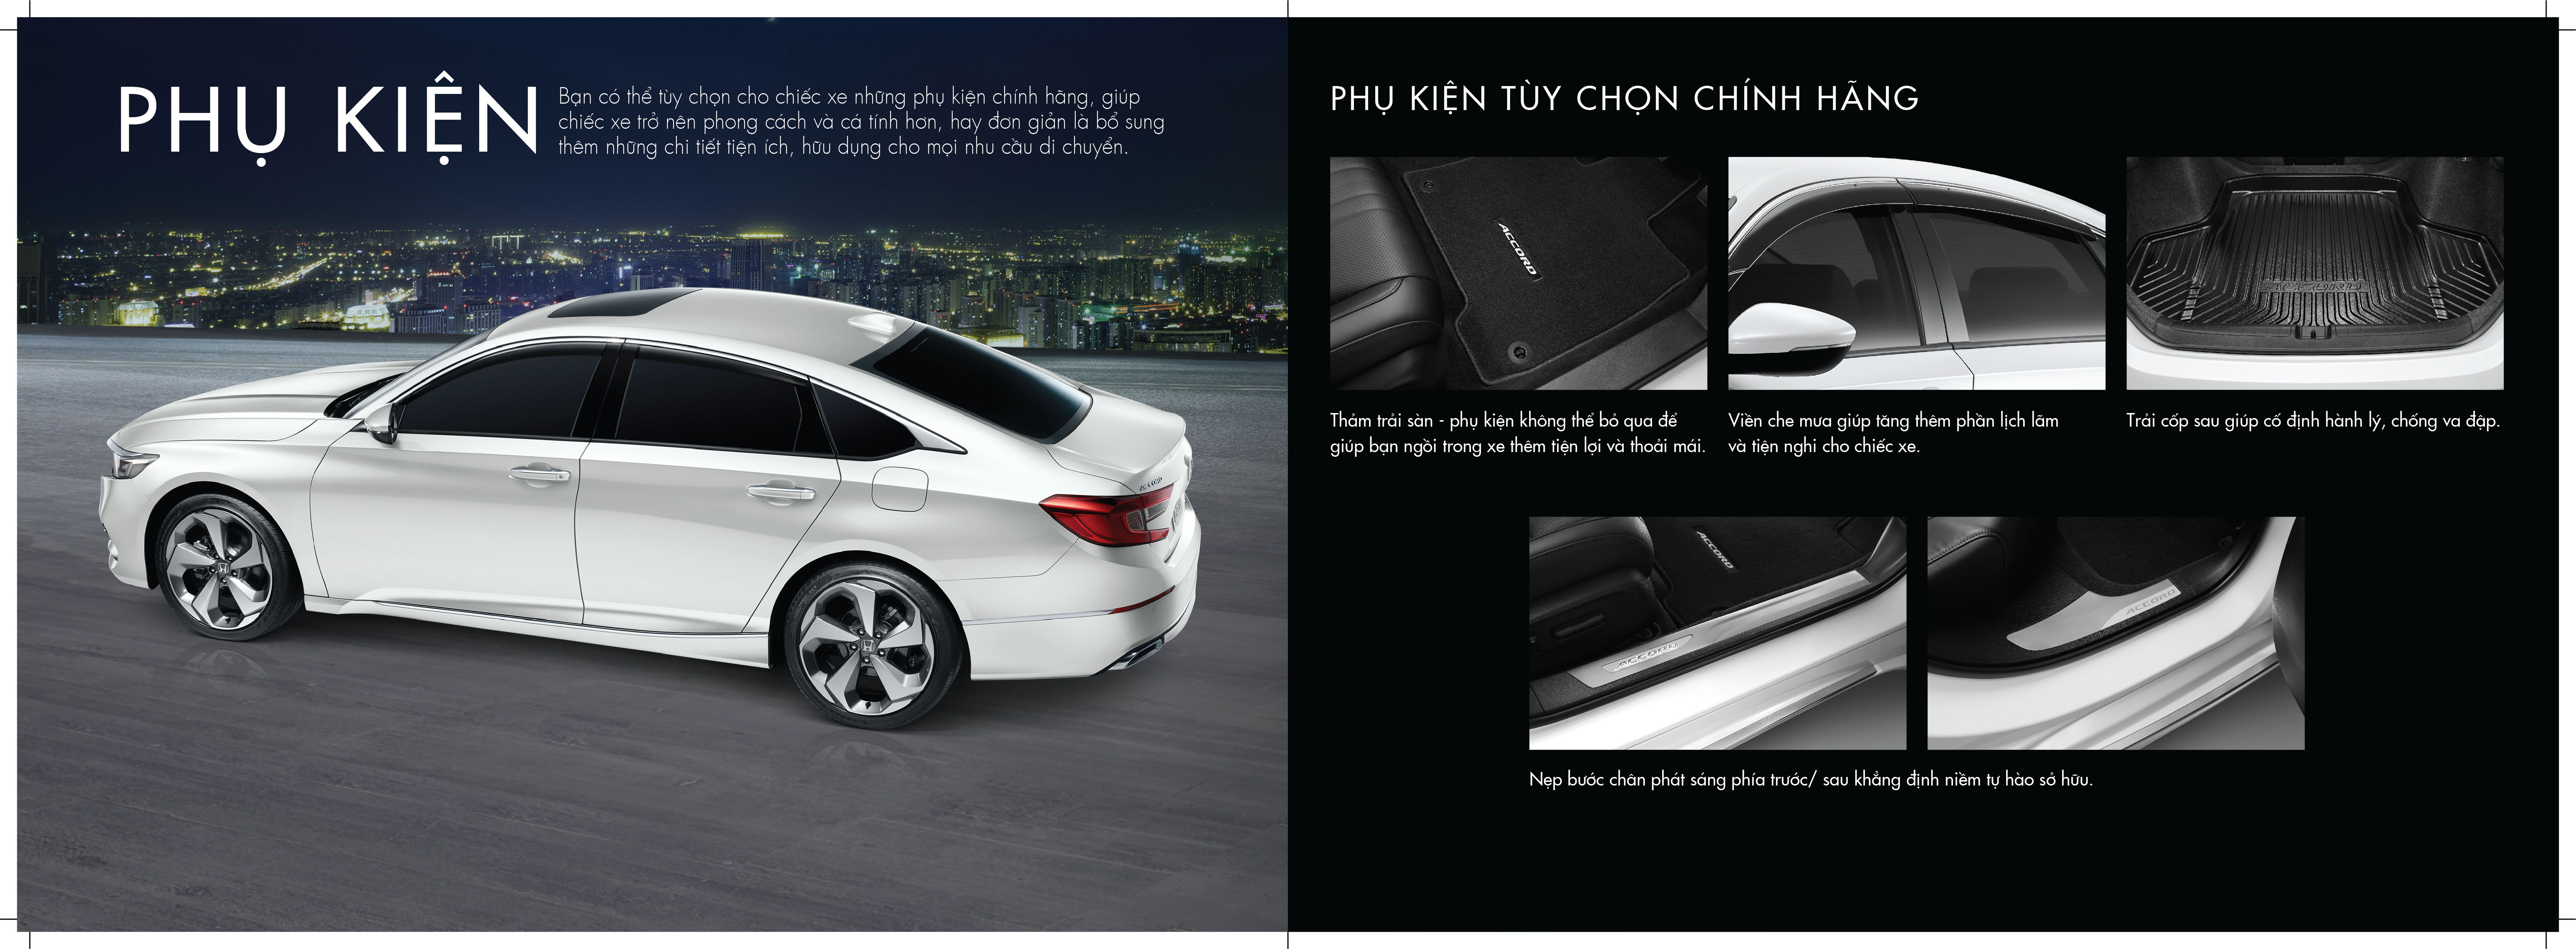 PHỤ KIỆN
Bạn có thể tùy chọn cho chiếc xe những phụ kiện chính hãng, giúp
chiếc xe trở nên phong cách và cá tính hơn, hay đơn giản là bổ sung
thêm những chi tiết tiện ích, hữu dụng cho mọi nhu cầu di chuyển.
ACCORD
PHỤ KIỆN TÙY CHỌN CHÍNH HÃNG
ACCORD
ACCORD
Thảm trải sàn - phụ kiện không thể bỏ qua để
giúp bạn ngồi trong xe thêm tiện lợi và thoải mái.
Viền che mưa giúp tăng thêm phần lịch lãm
và tiện nghi cho chiếc xe.
Trải cốp sau giúp cố định hành lý, chống va đập.
ACCORD
ACCORD
ACCORD
Nẹp bước chân phát sáng phía trước/ sau khẳng định niềm tự hào sở hữu.